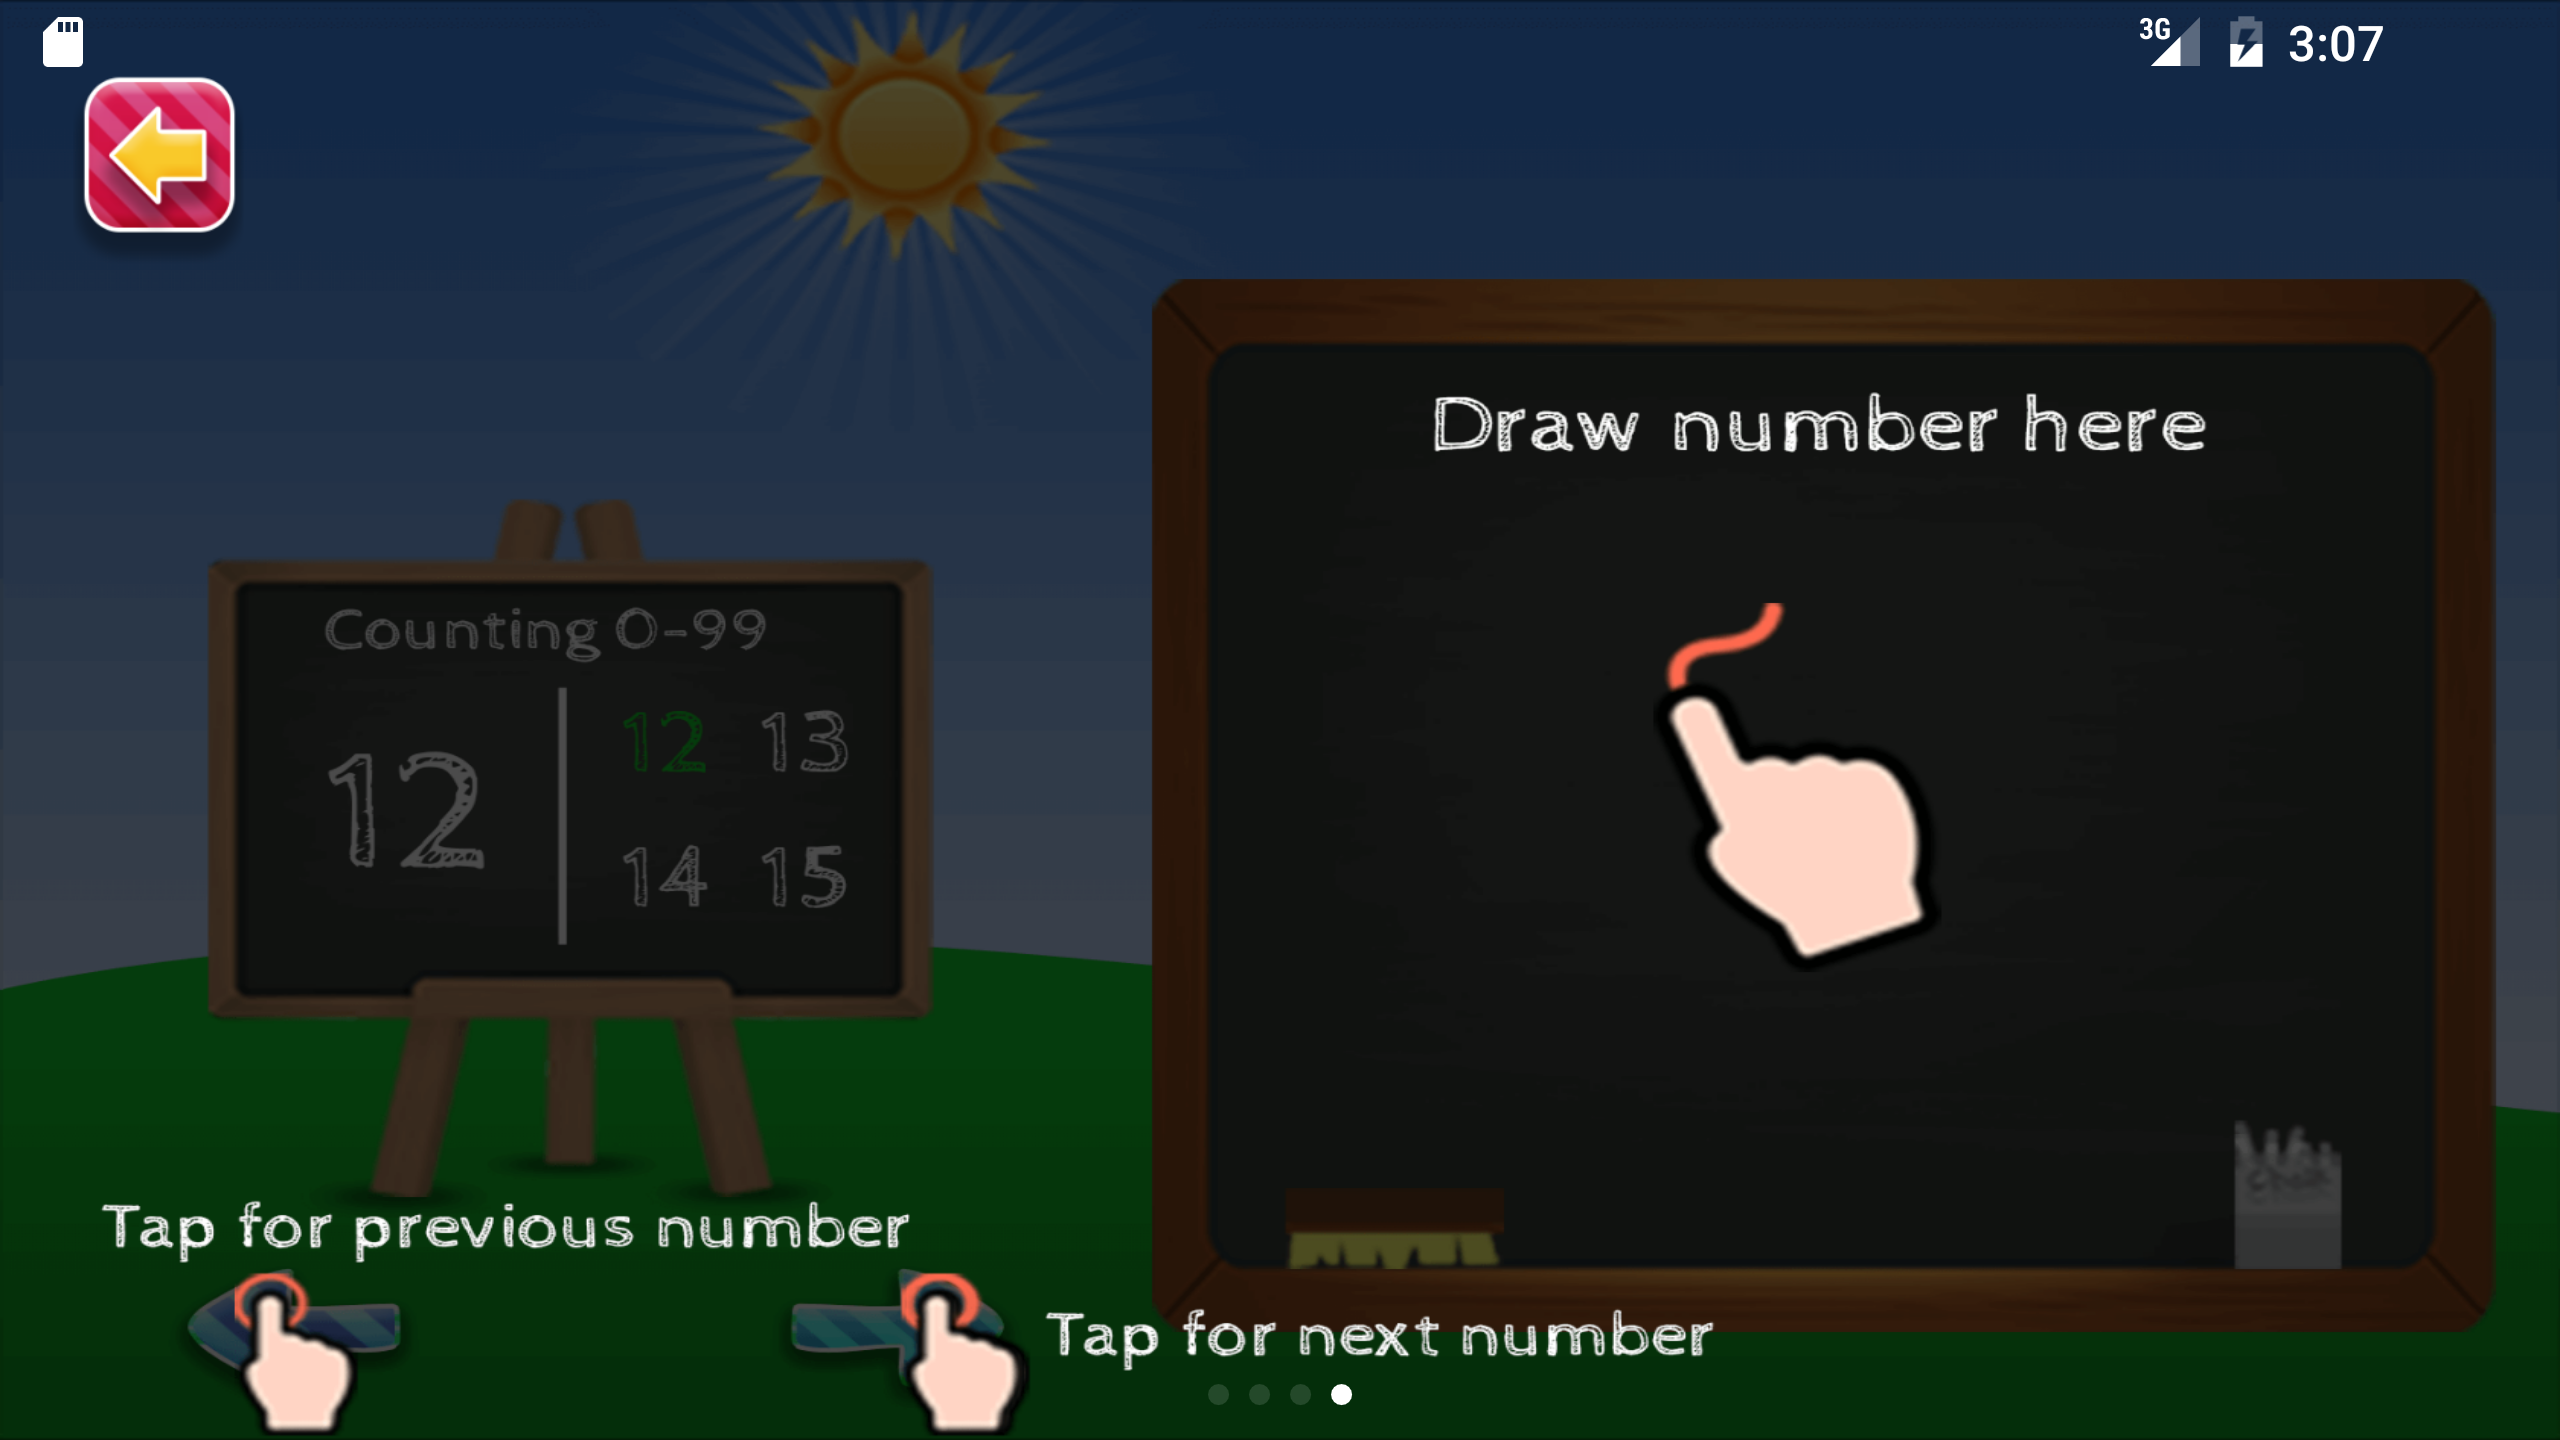 3G 3:07
Draw number here
Counting 0-99
12
12 13
14 15
Tap for previous number
Tap for next number